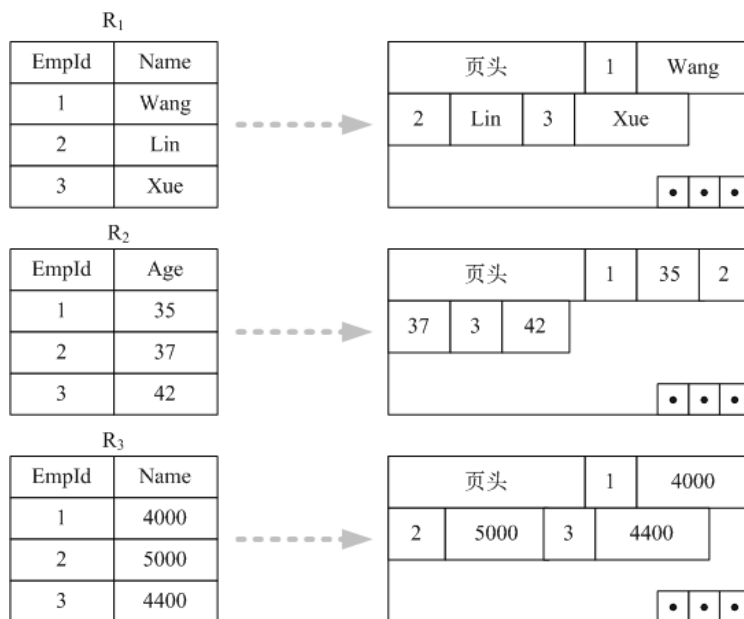 R1
EmpId Name
1 Wang
2 Lin
3 Xue
页头 1 Wang
2 Lin 3 Xue
R2
EmpId Age
1 35
2 37
3 42
页头 1 35 2
37 3 42
R3
EmpId Name
1 4000
2 5000
3 4400
页头 1 4000
2 5000 3 4400